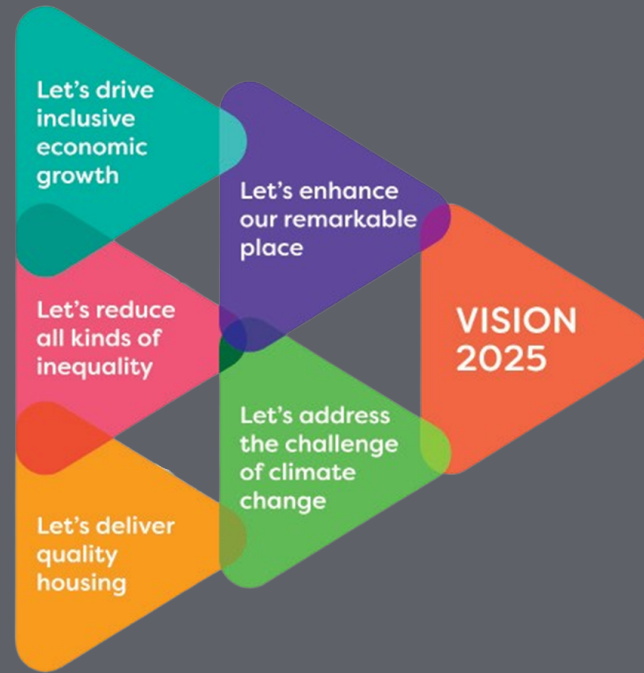 Let's drive
inclusive
economic
growth
Let's reduce
all kinds of
inequality
Let's deliver
quality
housing
Let's enhance
our remarkable
place
Let's address
the challenge
of climate
change
VISION
2025